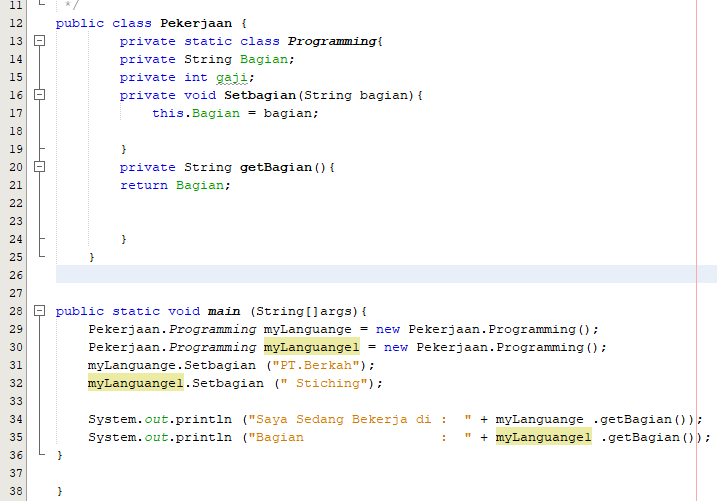 11 */
12 public class Pekerjaan {
13 private static class Programming{
14 private String Bagian;
15 private int gaji;
16 private void Setbagian(String bagian){
17 this.Bagian = bagian;
18
19 }
20 private String getBagian(){
21 return Bagian;
22
23
24 }
25 }
26
27
28 public static void main (String[]args){
29 Pekerjaan.Programming myLanguange = new Pekerjaan.Programming();
30 Pekerjaan.Programming myLanguange1 = new Pekerjaan.Programming();
31 myLanguange.Setbagian ("PT.Berkah");
32 myLanguange1.Setbagian (" Stiching");
33
34 System.out.println ("Saya Sedang Bekerja di :  " + myLanguange .getBagian());
35 System.out.println ("Bagian                 :  " + myLanguange1 .getBagian());
36 }
37
38 }